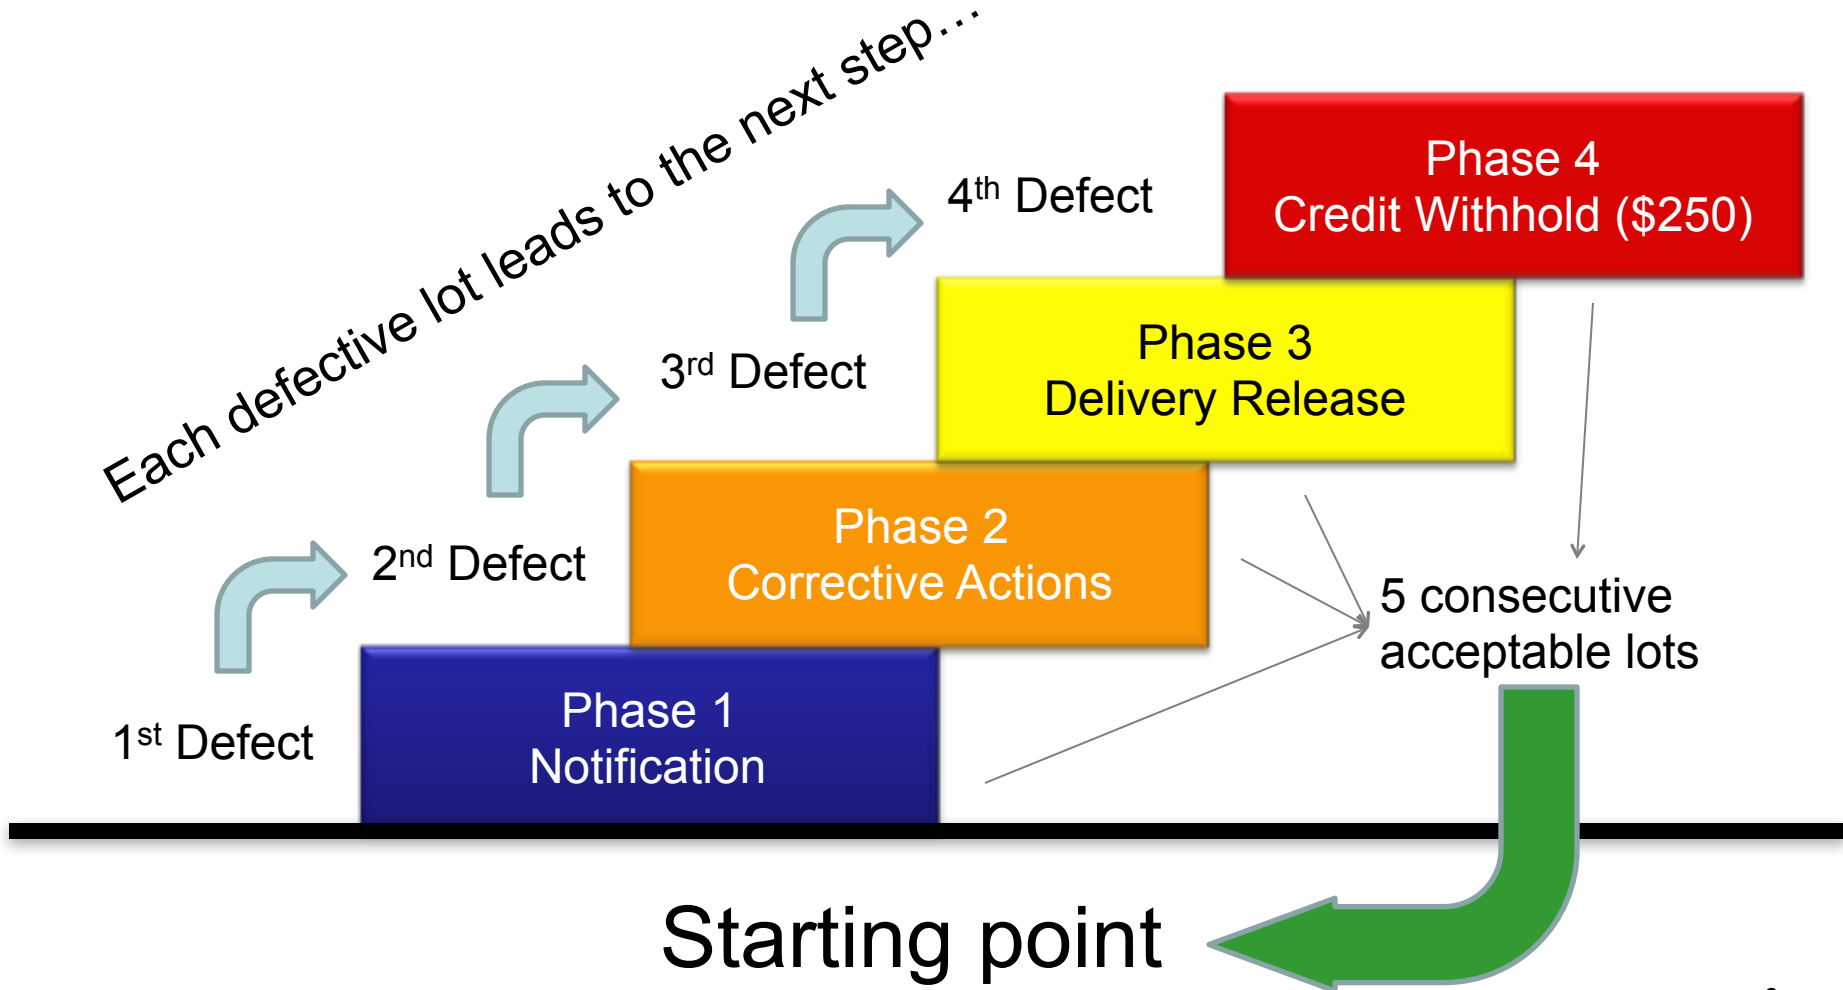 Each defective lot leads to the next step…
4th Defect
Phase 4
Credit Withhold ($250)
3rd Defect
Phase 3
Delivery Release
2nd Defect
Phase 2
Corrective Actions
5 consecutive
acceptable lots
1st Defect
Phase 1
Notification
Starting point